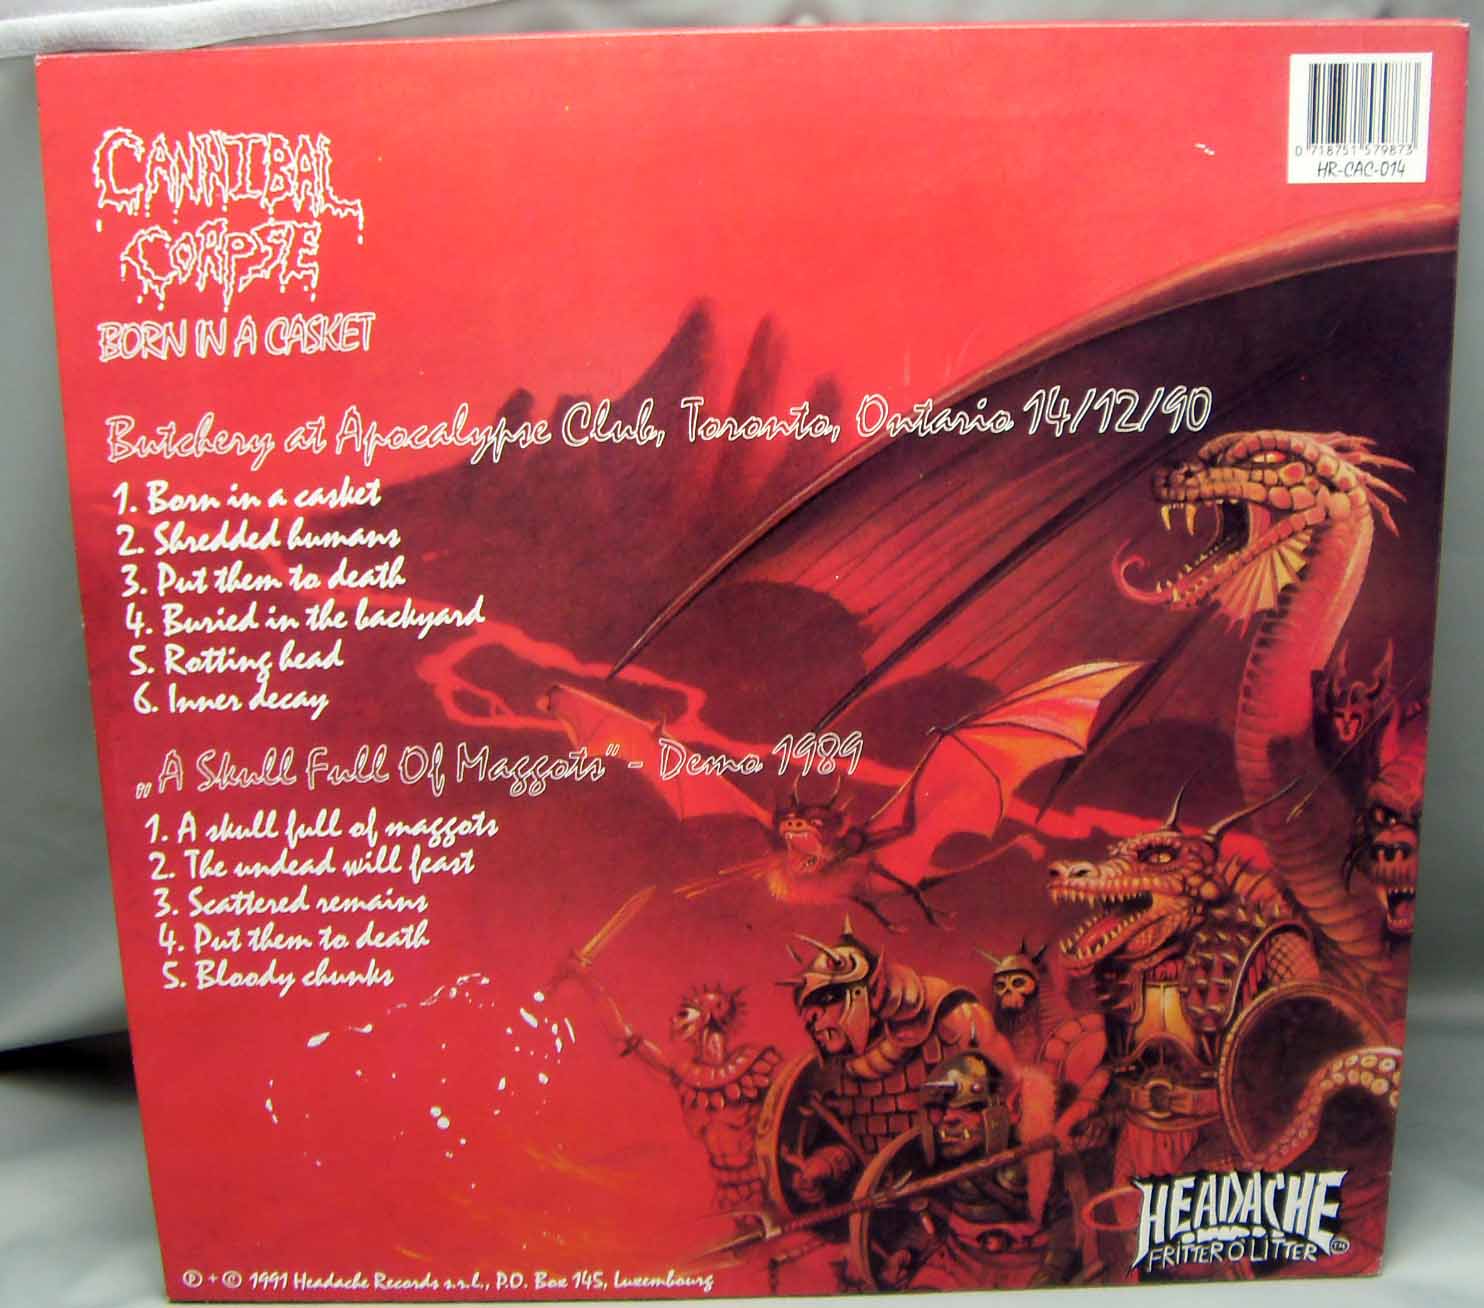 0 718751 579873
HR-CAC-014
CANNIBAL
CORPSE
BORN IN A CASKET
Butchery at Apocalypse Club, Toronto, Ontario 14/12/90
1. Born in a casket
2. Shredded humans
3. Put them to death
4. Buried in the backyard
5. Rotting head
6. Inner decay
„A Skull Full Of Maggots" - Demo 1989
1. A skull full of maggots
2. The undead will feast
3. Scattered remains
4. Put them to death
5. Bloody chunks
HEADACHE
FRITTER Ö LITTER TM
℗ + © 1991 Headache Records s.r.l., P.O. Box 145, Luxembourg